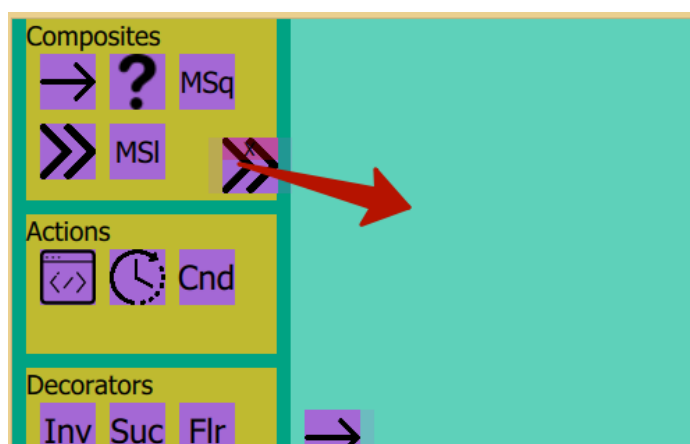 Composites
? MSq
MSl
x
Actions
</> Cnd
Decorators
Inv Suc Flr